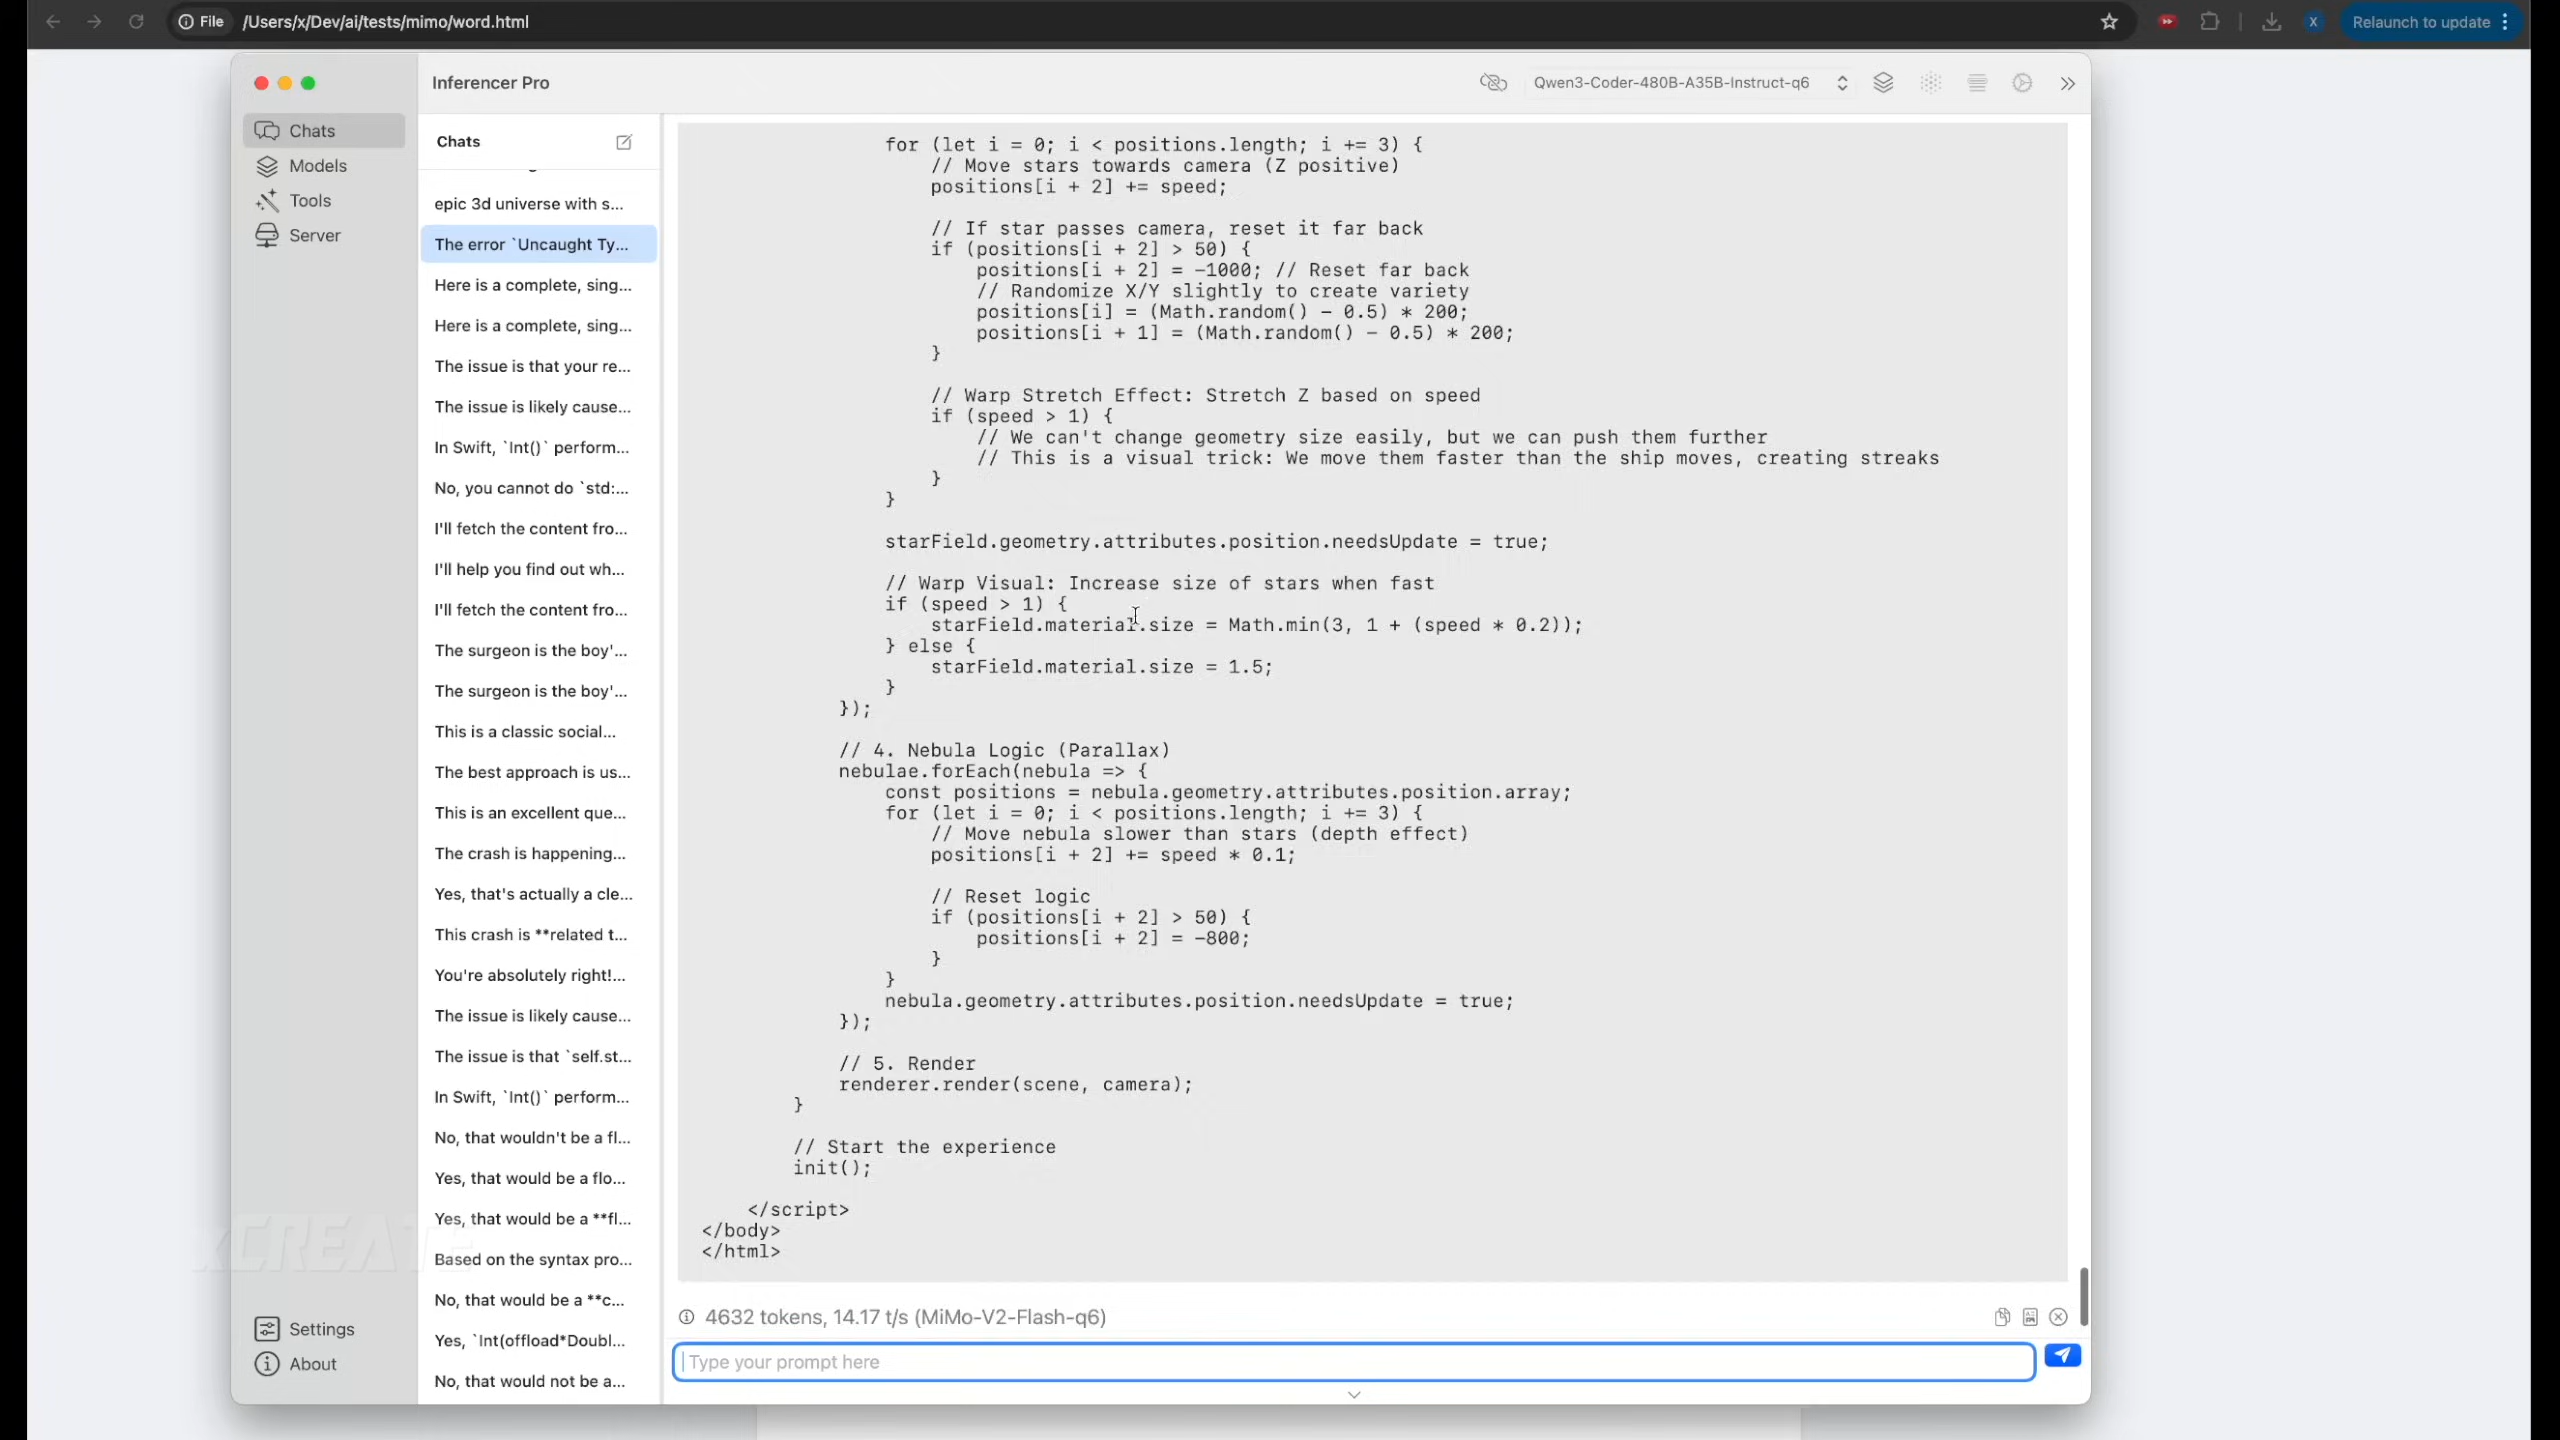 File
/Users/x/Dev/ai/tests/mimo/word.html
X
Relaunch to update
Inferencer Pro
Qwen3-Coder-480B-A35B-Instruct-q6
Chats
Models
Tools
Server
Settings
About
Chats
epic 3d universe with s...
The error `Uncaught Ty...
Here is a complete, sing...
Here is a complete, sing...
The issue is that your re...
The issue is likely cause...
In Swift, `Int()` perform...
No, you cannot do `std:...
I'll fetch the content fro...
I'll help you find out wh...
I'll fetch the content fro...
The surgeon is the boy'...
The surgeon is the boy'...
This is a classic social...
The best approach is us...
This is an excellent que...
The crash is happening...
Yes, that's actually a cle...
This crash is **related t...
You're absolutely right!...
The issue is likely cause...
The issue is that `self.st...
In Swift, `Int()` perform...
No, that wouldn't be a fl...
Yes, that would be a flo...
Yes, that would be a **fl...
Based on the syntax pro...
No, that would be a **c...
Yes, `Int(offload*Doubl...
No, that would not be a...
for (let i = 0; i < positions.length; i += 3) {
// Move stars towards camera (Z positive)
positions[i + 2] += speed;
// If star passes camera, reset it far back
if (positions[i + 2] > 50) {
positions[i + 2] = -1000; // Reset far back
// Randomize X/Y slightly to create variety
positions[i] = (Math.random() - 0.5) * 200;
positions[i + 1] = (Math.random() - 0.5) * 200;
}
// Warp Stretch Effect: Stretch Z based on speed
if (speed > 1) {
// We can't change geometry size easily, but we can push them further
// This is a visual trick: We move them faster than the ship moves, creating streaks
}
}
starField.geometry.attributes.position.needsUpdate = true;
// Warp Visual: Increase size of stars when fast
if (speed > 1) {
starField.material.size = Math.min(3, 1 + (speed * 0.2));
} else {
starField.material.size = 1.5;
}
});
// 4. Nebula Logic (Parallax)
nebulae.forEach(nebula => {
const positions = nebula.geometry.attributes.position.array;
for (let i = 0; i < positions.length; i += 3) {
// Move nebula slower than stars (depth effect)
positions[i + 2] += speed * 0.1;
// Reset logic
if (positions[i + 2] > 50) {
positions[i + 2] = -800;
}
}
nebula.geometry.attributes.position.needsUpdate = true;
});
// 5. Render
renderer.render(scene, camera);
}
// Start the experience
init();
</script>
</body>
</html>
4632 tokens, 14.17 t/s (MiMo-V2-Flash-q6)
Type your prompt here
xCREATE